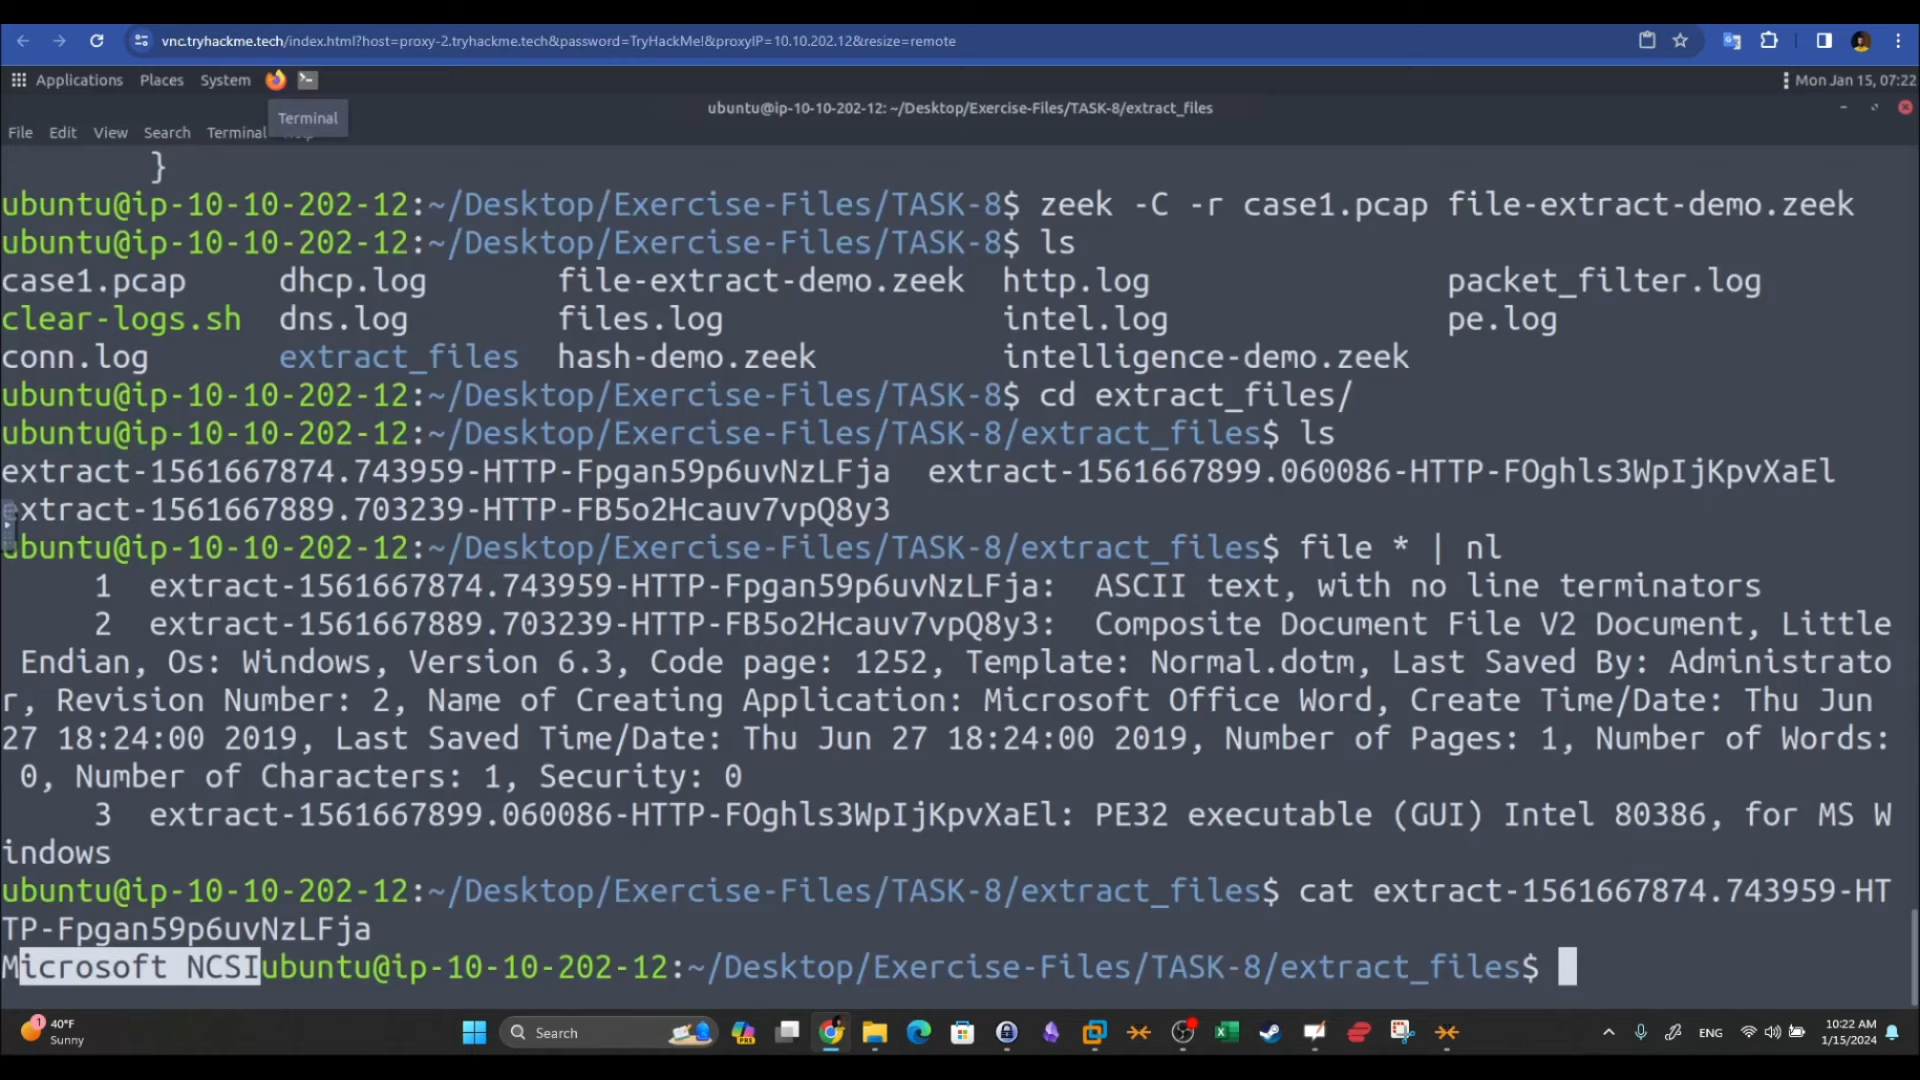 vnc.tryhackme.tech/index.html?host=proxy-2.tryhackme.tech&password=TryHackMe!&proxyIP=10.10.202.12&resize=remote
Applications Places System Mon Jan 15, 07:22
ubuntu@ip-10-10-202-12: ~/Desktop/Exercise-Files/TASK-8/extract_files
Terminal
File Edit View Search Terminal
}
ubuntu@ip-10-10-202-12:~/Desktop/Exercise-Files/TASK-8$ zeek -C -r case1.pcap file-extract-demo.zeek
ubuntu@ip-10-10-202-12:~/Desktop/Exercise-Files/TASK-8$ ls
case1.pcap dhcp.log file-extract-demo.zeek http.log packet_filter.log
clear-logs.sh dns.log files.log intel.log pe.log
conn.log extract_files hash-demo.zeek intelligence-demo.zeek
ubuntu@ip-10-10-202-12:~/Desktop/Exercise-Files/TASK-8$ cd extract_files/
ubuntu@ip-10-10-202-12:~/Desktop/Exercise-Files/TASK-8/extract_files$ ls
extract-1561667874.743959-HTTP-Fpgan59p6uvNzLFja extract-1561667899.060086-HTTP-FOghls3WpIjKpvXaEl
extract-1561667889.703239-HTTP-FB5o2Hcauv7vpQ8y3
ubuntu@ip-10-10-202-12:~/Desktop/Exercise-Files/TASK-8/extract_files$ file * | nl
1 extract-1561667874.743959-HTTP-Fpgan59p6uvNzLFja: ASCII text, with no line terminators
2 extract-1561667889.703239-HTTP-FB5o2Hcauv7vpQ8y3: Composite Document File V2 Document, Little
Endian, Os: Windows, Version 6.3, Code page: 1252, Template: Normal.dotm, Last Saved By: Administrato
r, Revision Number: 2, Name of Creating Application: Microsoft Office Word, Create Time/Date: Thu Jun
27 18:24:00 2019, Last Saved Time/Date: Thu Jun 27 18:24:00 2019, Number of Pages: 1, Number of Words:
0, Number of Characters: 1, Security: 0
3 extract-1561667899.060086-HTTP-FOghls3WpIjKpvXaEl: PE32 executable (GUI) Intel 80386, for MS W
indows
ubuntu@ip-10-10-202-12:~/Desktop/Exercise-Files/TASK-8/extract_files$ cat extract-1561667874.743959-HT
TP-Fpgan59p6uvNzLFja
Microsoft NCSIubuntu@ip-10-10-202-12:~/Desktop/Exercise-Files/TASK-8/extract_files$
1 40°F
Sunny
Search
PRE
ENG
10:22 AM
1/15/2024